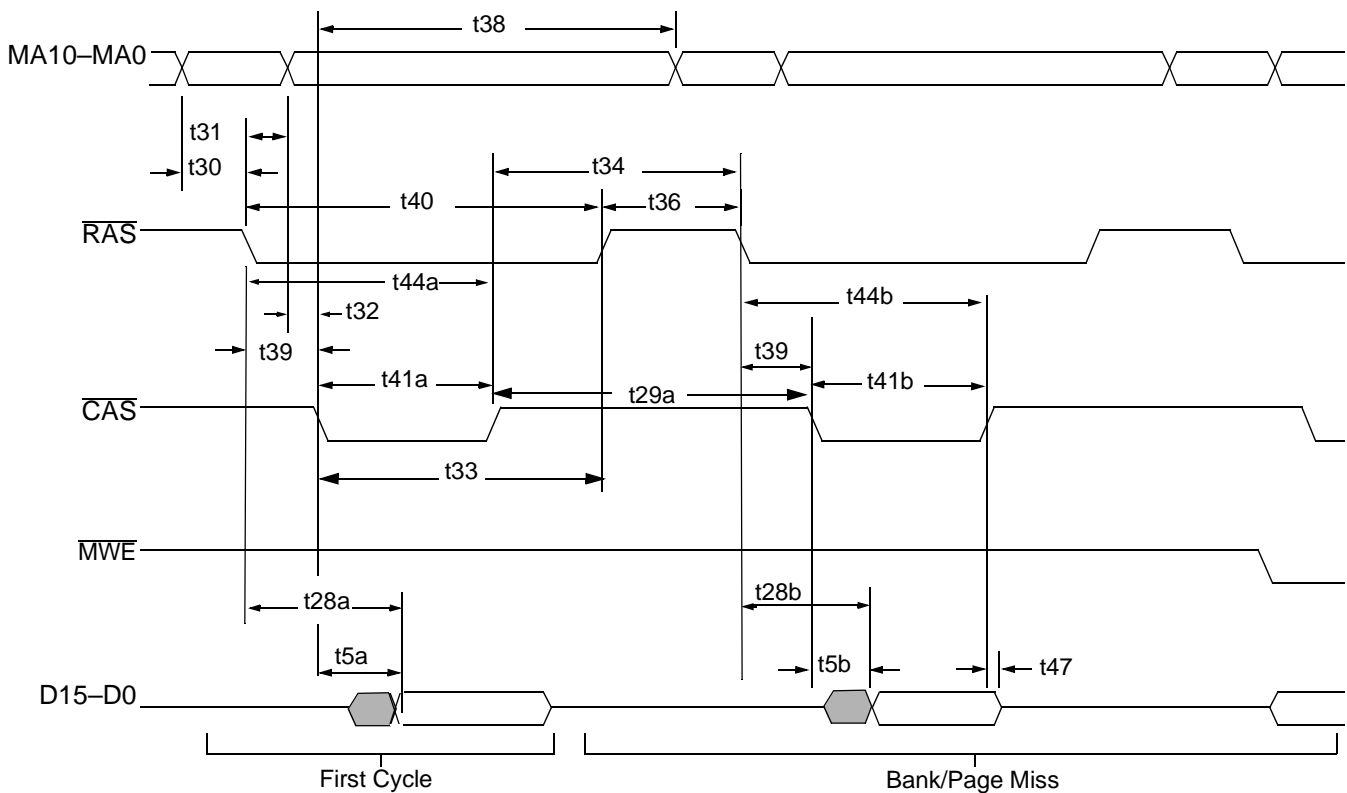 t38
MA10–MA0
t31
t30
t34
t40
t36
RAS
t44a
t44b
t32
t39
t39
t41a
t41b
t29a
CAS
t33
MWE
t28a
t28b
t5a
t5b
t47
D15–D0
First Cycle
Bank/Page Miss